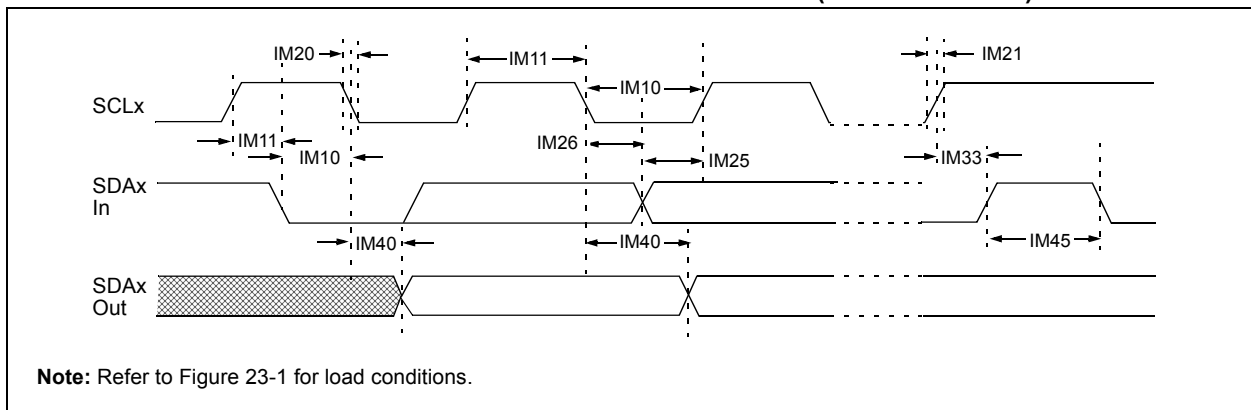 IM20
IM11
IM21
IM10
SCLx
IM11
IM10
IM26
IM25
IM33
SDAx
In
IM40
IM40
IM45
SDAx
Out
Note: Refer to Figure 23-1 for load conditions.